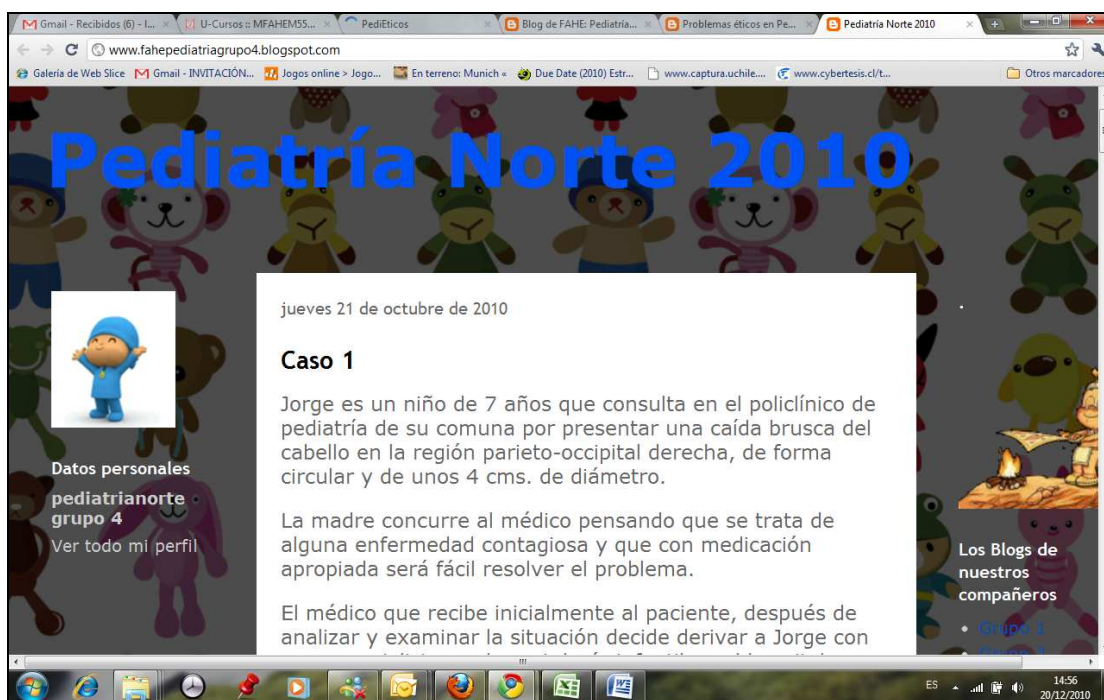 Gmail - Recibidos (6) - I...
U-Cursos :: MFAHEM55...
PediEticos
Blog de FAHE: Pediatría...
Problemas éticos en Pe...
Pediatría Norte 2010
www.fahepediatriagrupo4.blogspot.com
Galería de Web Slice
Gmail - INVITACIÓN...
Jogos online > Jogo...
En terreno: Munich «
Due Date (2010) Estr...
www.captura.uchile....
www.cybertesis.cl/t...
Otros marcadores
Pediatría Norte 2010
jueves 21 de octubre de 2010
Caso 1
Jorge es un niño de 7 años que consulta en el policlínico de
pediatría de su comuna por presentar una caída brusca del
cabello en la región parieto-occipital derecha, de forma
circular y de unos 4 cms. de diámetro.
La madre concurre al médico pensando que se trata de
alguna enfermedad contagiosa y que con medicación
apropiada será fácil resolver el problema.
El médico que recibe inicialmente al paciente, después de
analizar y examinar la situación decide derivar a Jorge con
Datos personales
pediatrianorte
grupo 4
Ver todo mi perfil
Los Blogs de
nuestros
compañeros
Grupo 1
ES
14:56
20/12/2010